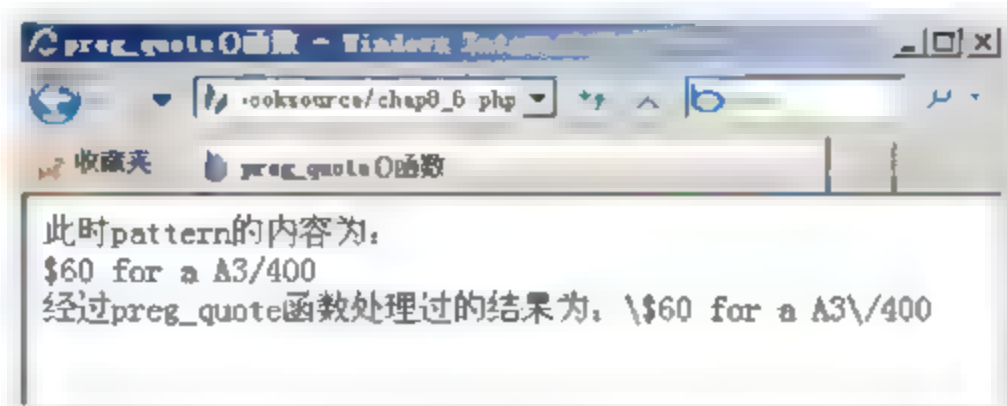 preg_quote()函数 - Windows
ooksource/chap8_6 php
收藏夹
preg_quote()函数
此时pattern的内容为：
$60 for a A3/400
经过preg_quote函数处理过的结果为：\$60 for a A3\/400